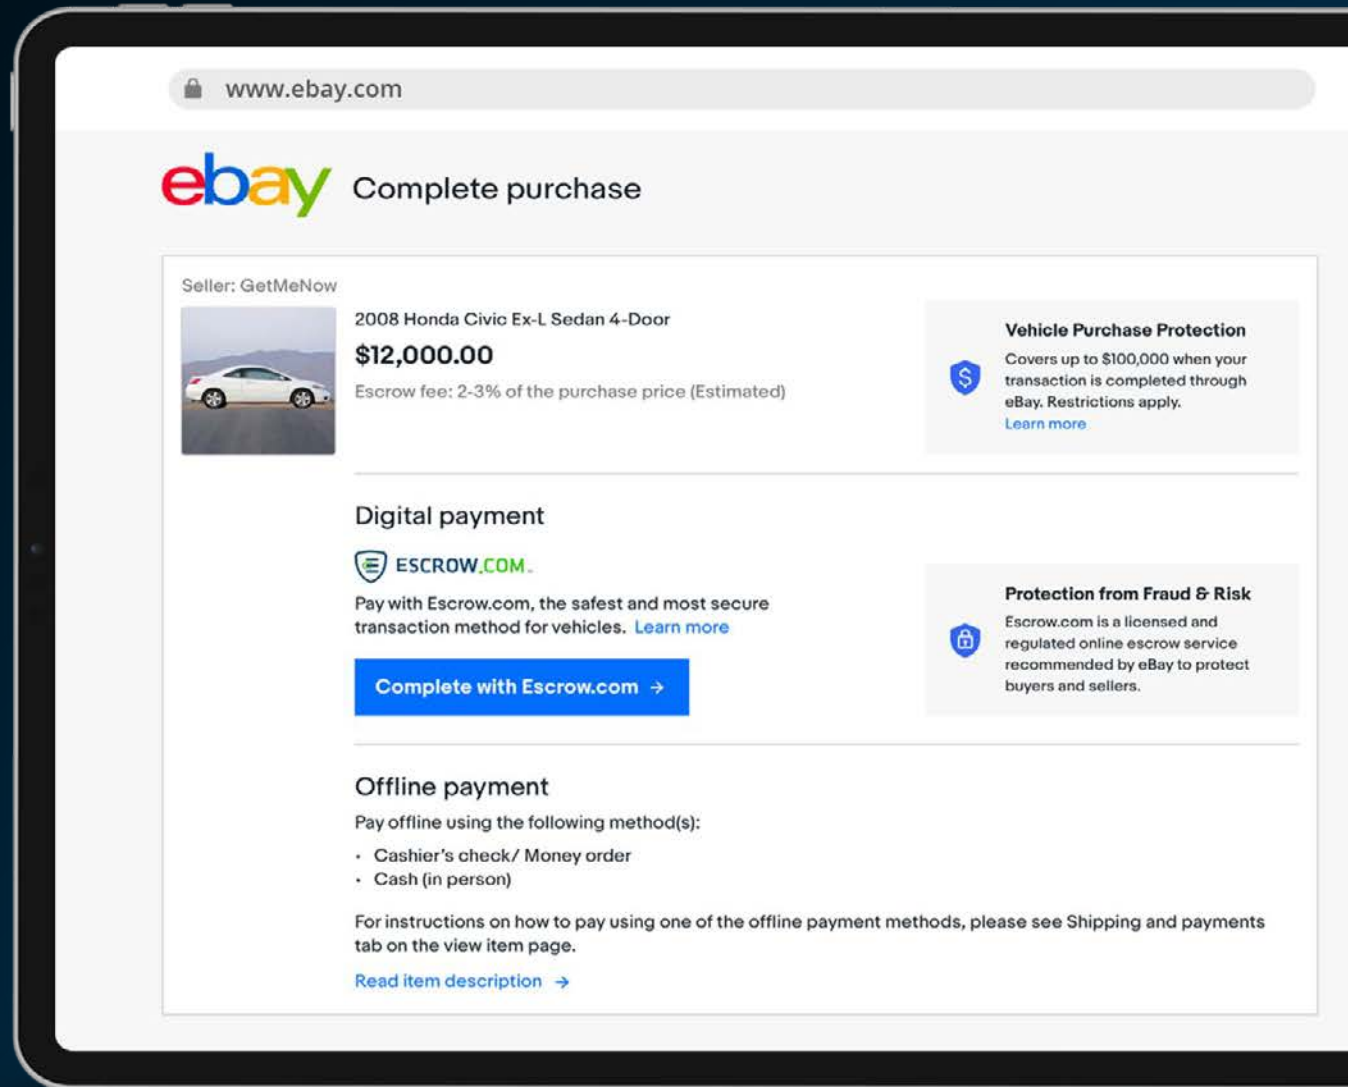 www.ebay.com
ebay Complete purchase
Seller: GetMeNow
2008 Honda Civic Ex-L Sedan 4-Door
$12,000.00
Escrow fee: 2-3% of the purchase price (Estimated)
Vehicle Purchase Protection
Covers up to $100,000 when your
transaction is completed through
eBay. Restrictions apply.
Learn more
Digital payment
ESCROW.COM
Pay with Escrow.com, the safest and most secure
transaction method for vehicles. Learn more
Complete with Escrow.com →
Protection from Fraud & Risk
Escrow.com is a licensed and
regulated online escrow service
recommended by eBay to protect
buyers and sellers.
Offline payment
Pay offline using the following method(s):
• Cashier's check/ Money order
• Cash (in person)
For instructions on how to pay using one of the offline payment methods, please see Shipping and payments
tab on the view item page.
Read item description →